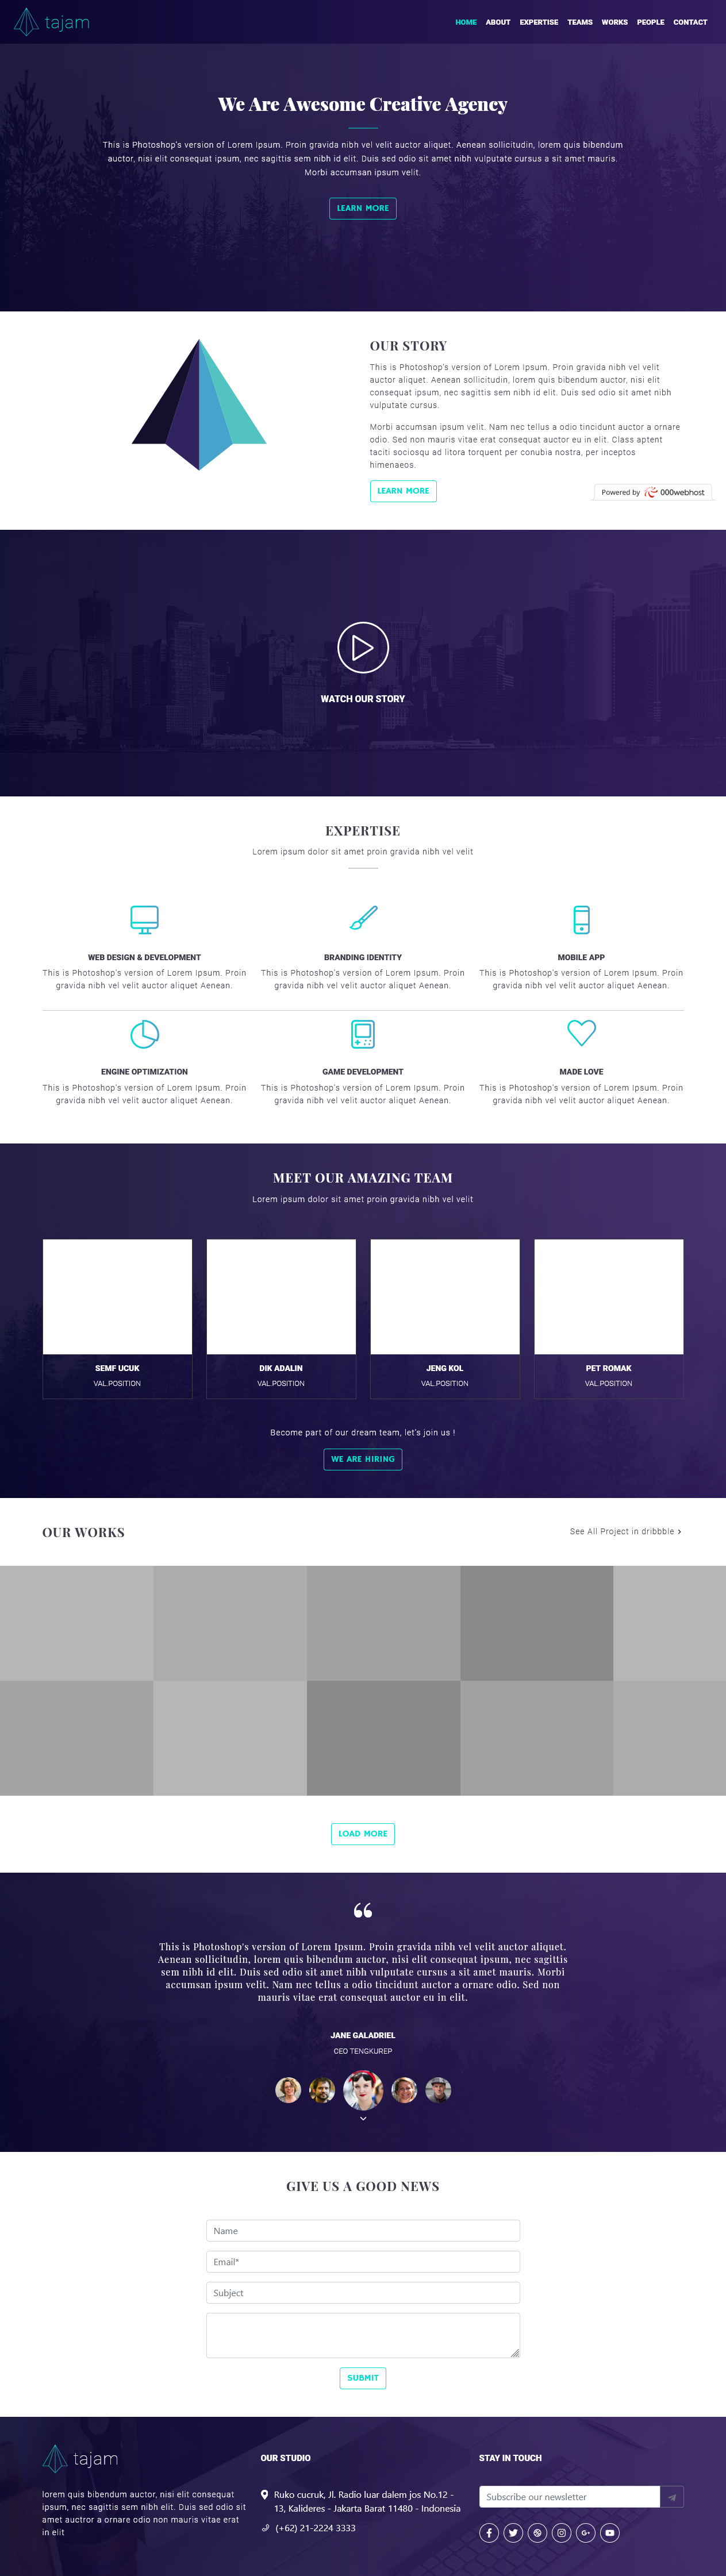 tajam
HOME ABOUT EXPERTISE TEAMS WORKS PEOPLE CONTACT
We Are Awesome Creative Agency
This is Photoshop's version of Lorem Ipsum. Proin gravida nibh vel velit auctor aliquet. Aenean sollicitudin, lorem quis bibendum
auctor, nisi elit consequat ipsum, nec sagittis sem nibh id elit. Duis sed odio sit amet nibh vulputate cursus a sit amet mauris.
Morbi accumsan ipsum velit.
LEARN MORE
OUR STORY
This is Photoshop's version of Lorem Ipsum. Proin gravida nibh vel velit
auctor aliquet. Aenean sollicitudin, lorem quis bibendum auctor, nisi elit
consequat ipsum, nec sagittis sem nibh id elit. Duis sed odio sit amet nibh
vulputate cursus.
Morbi accumsan ipsum velit. Nam nec tellus a odio tincidunt auctor a ornare
odio. Sed non mauris vitae erat consequat auctor eu in elit. Class aptent
taciti sociosqu ad litora torquent per conubia nostra, per inceptos
himenaeos.
LEARN MORE
Powered by 000webhost
WATCH OUR STORY
EXPERTISE
Lorem ipsum dolor sit amet proin gravida nibh vel velit
WEB DESIGN & DEVELOPMENT
This is Photoshop's version of Lorem Ipsum. Proin
gravida nibh vel velit auctor aliquet Aenean.
BRANDING IDENTITY
This is Photoshop's version of Lorem Ipsum. Proin
gravida nibh vel velit auctor aliquet Aenean.
MOBILE APP
This is Photoshop's version of Lorem Ipsum. Proin
gravida nibh vel velit auctor aliquet Aenean.
ENGINE OPTIMIZATION
This is Photoshop's version of Lorem Ipsum. Proin
gravida nibh vel velit auctor aliquet Aenean.
GAME DEVELOPMENT
This is Photoshop's version of Lorem Ipsum. Proin
gravida nibh vel velit auctor aliquet Aenean.
MADE LOVE
This is Photoshop's version of Lorem Ipsum. Proin
gravida nibh vel velit auctor aliquet Aenean.
MEET OUR AMAZING TEAM
Lorem ipsum dolor sit amet proin gravida nibh vel velit
SEMF UCUK
VAL.POSITION
DIK ADALIN
VAL.POSITION
JENG KOL
VAL.POSITION
PET ROMAK
VAL.POSITION
Become part of our dream team, let's join us !
WE ARE HIRING
OUR WORKS
See All Project in dribbble
LOAD MORE
This is Photoshop's version of Lorem Ipsum. Proin gravida nibh vel velit auctor aliquet.
Aenean sollicitudin, lorem quis bibendum auctor, nisi elit consequat ipsum, nec sagittis
sem nibh id elit. Duis sed odio sit amet nibh vulputate cursus a sit amet mauris. Morbi
accumsan ipsum velit. Nam nec tellus a odio tincidunt auctor a ornare odio. Sed non
mauris vitae erat consequat auctor eu in elit.
JANE GALADRIEL
CEO TENGKUREP
GIVE US A GOOD NEWS
Name
Email*
Subject
SUBMIT
tajam
lorem quis bibendum auctor, nisi elit consequat
ipsum, nec sagittis sem nibh elit. Duis sed odio sit
amet auctror a ornare odio non mauris vitae erat
in elit
OUR STUDIO
Ruko cucruk, Jl. Radio luar dalem jos No.12 -
13, Kalideres - Jakarta Barat 11480 - Indonesia
(+62) 21-2224 3333
STAY IN TOUCH
Subscribe our newsletter